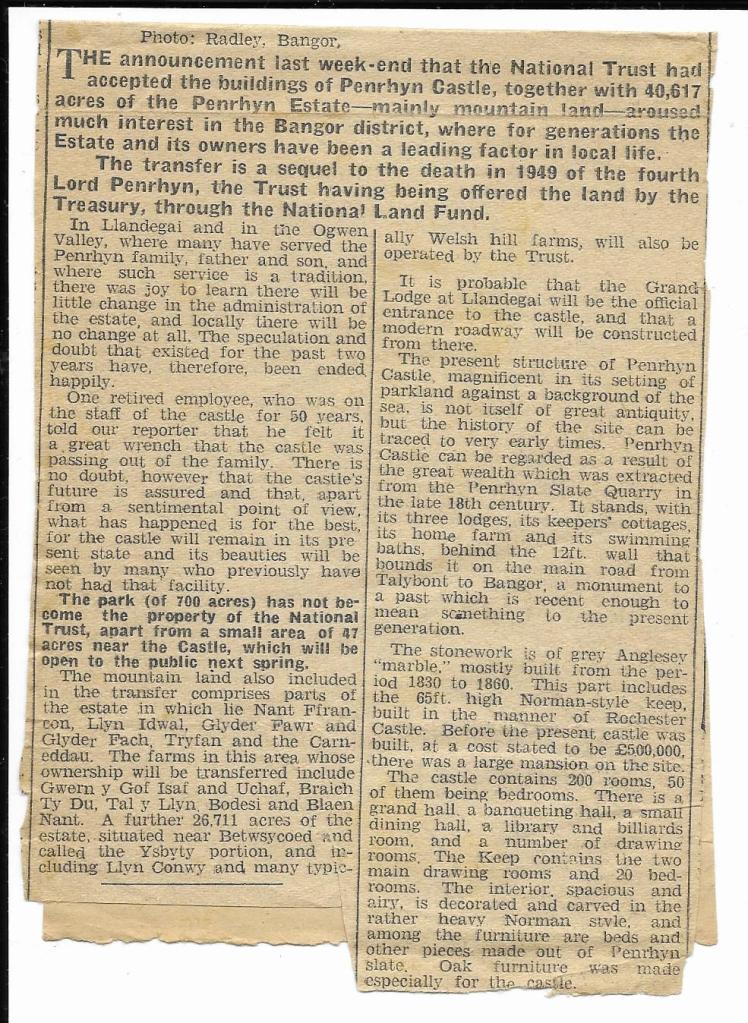 Photo: Radley, Bangor,
THE announcement last week-end that the National Trust had
accepted the buildings of Penrhyn Castle, together with 40,617
acres of the Penrhyn Estate—mainly mountain land—aroused
much interest in the Bangor district, where for generations the
Estate and its owners have been a leading factor in local life.
The transfer is a sequel to the death in 1949 of the fourth
Lord Penrhyn, the Trust having being offered the land by the
Treasury, through the National Land Fund.
In Llandegai and in the Ogwen
Valley, where many have served the
Penrhyn family, father and son, and
where such service is a tradition,
there was joy to learn there will be
little change in the administration of
the estate, and locally there will be
no change at all. The speculation and
doubt that existed for the past two
years have, therefore, been ended
happily.
One retired employee, who was on
the staff of the castle for 50 years,
told our reporter that he felt it
a great wrench that the castle was
passing out of the family. There is
no doubt, however that the castle's
future is assured and that, apart
from a sentimental point of view,
what has happened is for the best,
for the castle will remain in its pre
sent state and its beauties will be
seen by many who previously have
not had that facility.
The park (of 700 acres) has not be-
come the property of the National
Trust, apart from a small area of 47
acres near the Castle, which will be
open to the public next spring.
The mountain land also included
in the transfer comprises parts of
the estate in which lie Nant Ffran-
con, Llyn Idwal, Glyder Fawr and
Glyder Fach, Tryfan and the Carn-
eddau. The farms in this area whose
ownership will be transferred include
Gwern y Gof Isaf and Uchaf, Braich
Ty Du, Tal y Llyn, Bodesi and Blaen
Nant. A further 26,711 acres of the
estate, situated near Betwsycoed and
called the Ysbyty portion, and in-
cluding Llyn Conwy and many typic-
ally Welsh hill farms, will also be
operated by the Trust.
It is probable that the Grand
Lodge at Llandegai will be the official
entrance to the castle, and that a
modern roadway will be constructed
from there.
The present structure of Penrhyn
Castle, magnificent in its setting of
parkland against a background of the
sea, is not itself of great antiquity,
but the history of the site can be
traced to very early times. Penrhyn
Castle can be regarded as a result of
the great wealth which was extracted
from the Penrhyn Slate Quarry in
the late 18th century. It stands, with
its three lodges, its keepers' cottages,
its home farm and its swimming
baths, behind the 12ft. wall that
bounds it on the main road from
Talybont to Bangor, a monument to
a past which is recent enough to
mean something to the present
generation.
The stonework is of grey Anglesey
"marble," mostly built from the per-
iod 1830 to 1860. This part includes
the 65ft. high Norman-style keep,
built in the manner of Rochester
Castle. Before the present castle was
built, at a cost stated to be £500,000,
there was a large mansion on the site.
The castle contains 200 rooms, 50
of them being bedrooms. There is a
grand hall, a banqueting hall, a small
dining hall, a library and billiards
room, and a number of drawing
rooms. The Keep contains the two
main drawing rooms and 20 bed-
rooms. The interior, spacious and
airy, is decorated and carved in the
rather heavy Norman style, and
among the furniture are beds and
other pieces made out of Penrhyn
slate. Oak furniture was made
especially for the castle.